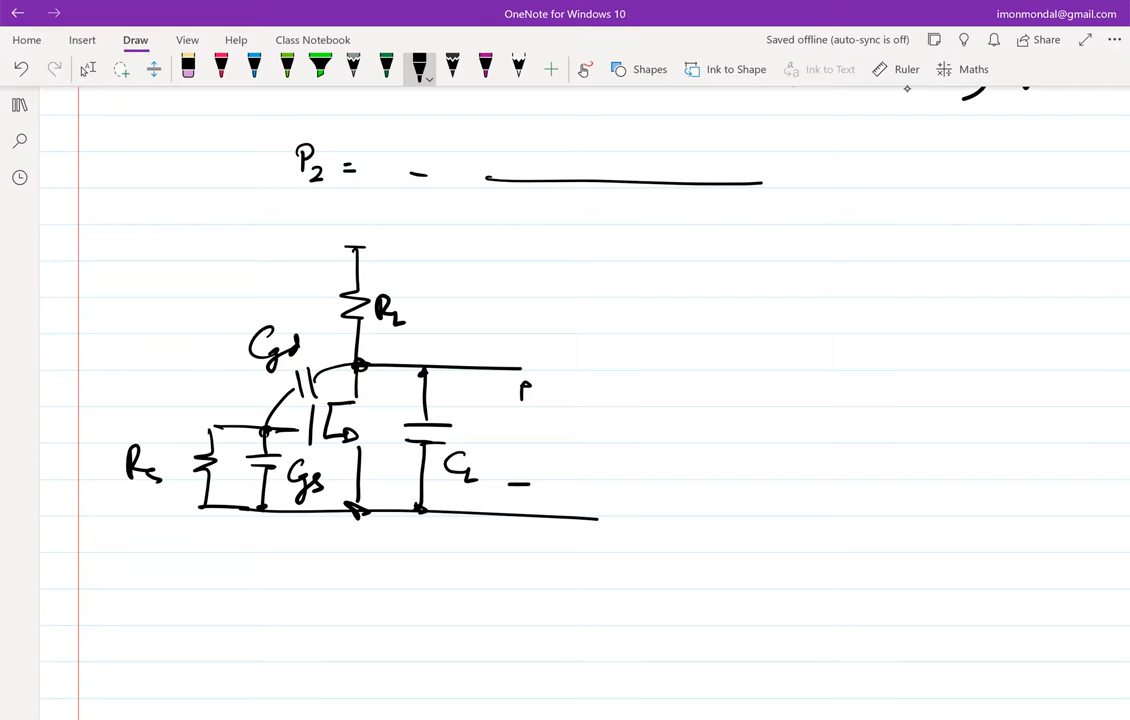 OneNote for Windows 10
imonmondal@gmail.com
Home Insert Draw View Help Class Notebook
Saved offline (auto-sync is off) Share
Shapes Ink to Shape Ink to Text Ruler Maths
P2 = -
RL
Cgd
Rs
Cgs
CL
-